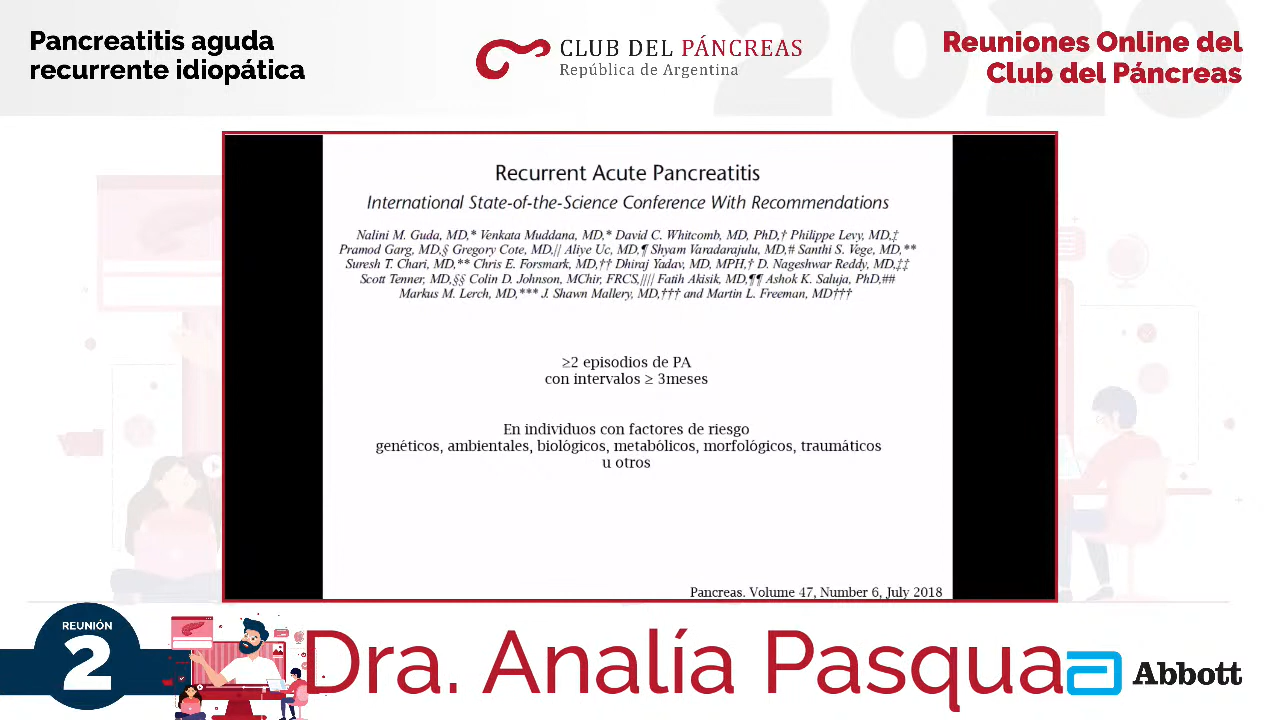 Pancreatitis aguda
recurrente idiopática
CLUB DEL PÁNCREAS
República de Argentina
2020
Reuniones Online del
Club del Páncreas
Recurrent Acute Pancreatitis
International State-of-the-Science Conference With Recommendations
Nalini M. Guda, MD,* Venkata Muddana, MD,* David C. Whitcomb, MD, PhD,† Philippe Levy, MD,‡
Pramod Garg, MD,§ Gregory Cote, MD,|| Aliye Uc, MD,¶ Shyam Varadarajulu, MD,# Santhi S. Vege, MD,**
Suresh T. Chari, MD,** Chris E. Forsmark, MD,†† Dhiraj Yadav, MD, MPH,† D. Nageshwar Reddy, MD,‡‡
Scott Tenner, MD,§§ Colin D. Johnson, MChir, FRCS,|||| Fatih Akisik, MD,¶¶ Ashok K. Saluja, PhD,##
Markus M. Lerch, MD,*** J. Shawn Mallery, MD,††† and Martin L. Freeman, MD†††
≥2 episodios de PA
con intervalos ≥ 3meses
En individuos con factores de riesgo
genéticos, ambientales, biológicos, metabólicos, morfológicos, traumáticos
u otros
Pancreas. Volume 47, Number 6, July 2018
REUNIÓN
2
Dra. Analía Pasqua
Abbott